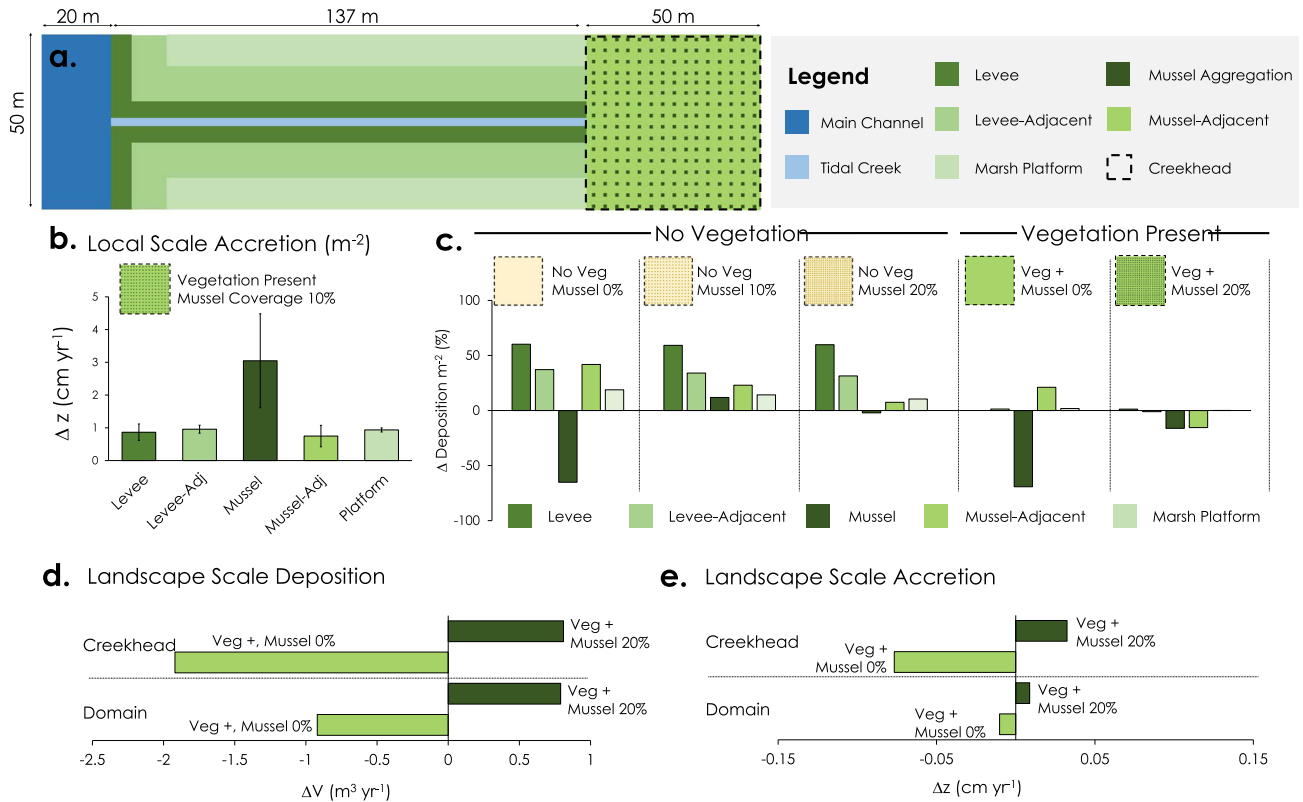 20 m
137 m
50 m
50 m
a.
Legend
Main Channel
Tidal Creek
Levee
Levee-Adjacent
Marsh Platform
Mussel Aggregation
Mussel-Adjacent
Creekhead
b. Local Scale Accretion (m-2)
Vegetation Present
Mussel Coverage 10%
Δ z (cm yr-1)
5
4
3
2
1
0
Levee
Levee-Adj
Mussel
Mussel-Adj
Platform
c.
No Vegetation
Vegetation Present
No Veg
Mussel 0%
No Veg
Mussel 10%
No Veg
Mussel 20%
Veg +
Mussel 0%
Veg +
Mussel 20%
Δ Deposition m-2 (%)
100
50
0
-50
-100
Levee
Levee-Adjacent
Mussel
Mussel-Adjacent
Marsh Platform
d. Landscape Scale Deposition
Creekhead
Veg +, Mussel 0%
Veg +
Mussel 20%
Domain
Veg +, Mussel 0%
Veg +
Mussel 20%
-2.5 -2 -1.5 -1 -0.5 0 0.5 1
ΔV (m3 yr-1)
e. Landscape Scale Accretion
Creekhead
Veg +
Mussel 0%
Veg +
Mussel 20%
Domain
Veg +
Mussel 0%
Veg +
Mussel 20%
-0.15 -0.05 0.05 0.15
Δz (cm yr-1)